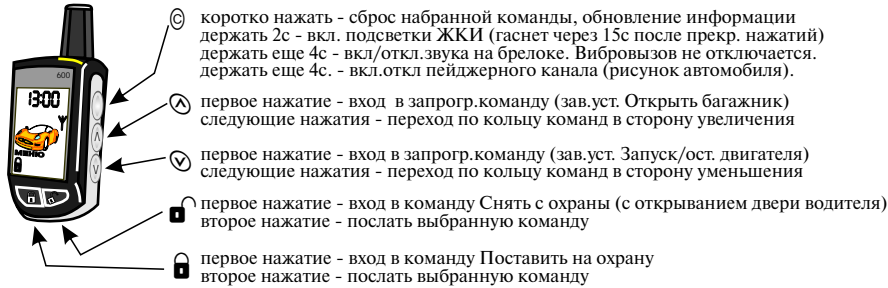 © коротко нажать - сброс набранной команды, обновление информации
держать 2с - вкл. подсветки ЖКИ (гаснет через 15с после прекр. нажатий)
держать еще 4с - вкл/откл.звука на брелоке. Вибровызов не отключается.
держать еще 4с. - вкл.откл пейджерного канала (рисунок автомобиля).
600
13:00
МЕНЮ
первое нажатие - вход  в запрогр.команду (зав.уст. Открыть багажник)
следующие нажатия - переход по кольцу команд в сторону увеличения
первое нажатие - вход в запрогр.команду (зав.уст. Запуск/ост. двигателя)
следующие нажатия - переход по кольцу команд в сторону уменьшения
первое нажатие - вход в команду Снять с охраны (с открыванием двери водителя)
второе нажатие - послать выбранную команду
первое нажатие - вход в команду Поставить на охрану
второе нажатие - послать выбранную команду